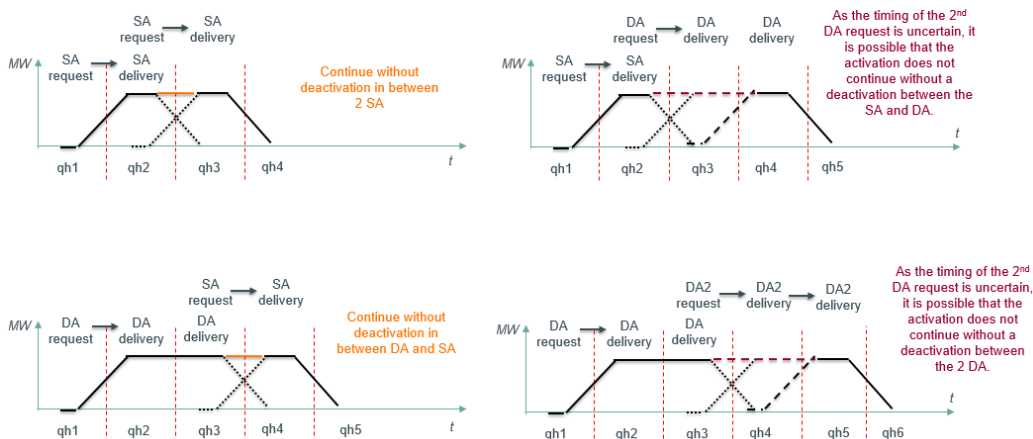 SA SA
request delivery
SA SA
request delivery
MW
Continue without
deactivation in between
2 SA
t
qh1 qh2 qh3 qh4
DA DA DA
request delivery delivery
SA SA
request delivery
MW
As the timing of the 2nd
DA request is uncertain, it
is possible that the
activation does not
continue without a
deactivation between the
SA and DA.
t
qh1 qh2 qh3 qh4 qh5
SA SA
request delivery
DA DA DA
request delivery delivery
MW
Continue without
deactivation in
between DA and SA
t
qh1 qh2 qh3 qh4 qh5
DA2 DA2 DA2
request delivery delivery
DA DA DA
request delivery delivery
MW
As the timing of the 2nd
DA request is uncertain,
it is possible that the
activation does not
continue without a
deactivation between
the 2 DA.
t
qh1 qh2 qh3 qh4 qh5 qh6